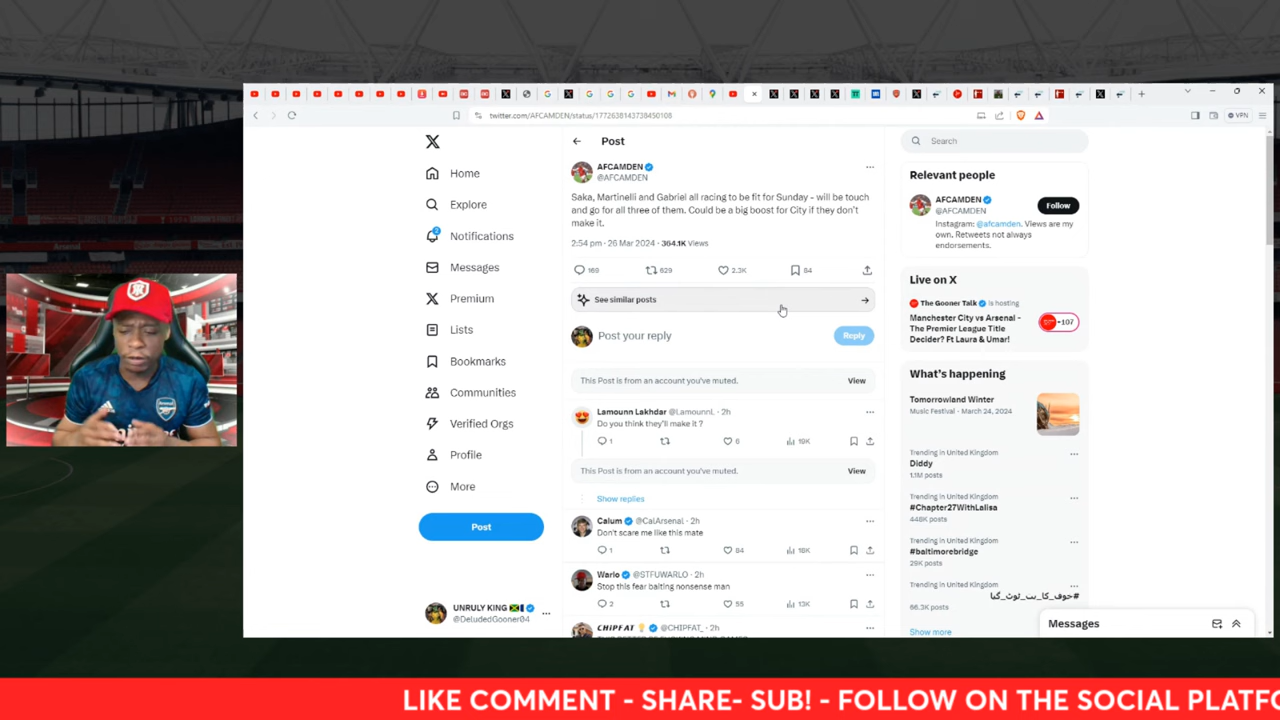 twitter.com/AFCAMDEN/status/1772638143738450108
VPN
Home
Explore
2
Notifications
Messages
Premium
Lists
Bookmarks
Communities
Verified Orgs
Profile
More
Post
UNRULY KING
@DeludedGooner04
Post
AFCAMDEN
@AFCAMDEN
Saka, Martinelli and Gabriel all racing to be fit for Sunday - will be touch
and go for all three of them. Could be a big boost for City if they don't
make it.
2:54 pm · 26 Mar 2024 · 364.1K Views
169 629 2.3K 84
See similar posts
Post your reply
Reply
This Post is from an account you've muted. View
Lamounn Lakhdar @LamounnL · 2h
Do you think they'll make it ?
1 6 19K
This Post is from an account you've muted. View
Show replies
Calum @CalArsenal · 2h
Don't scare me like this mate
1 84 18K
Warlo @STFUWARLO · 2h
Stop this fear baiting nonsense man
2 55 13K
CHIPFAT @CHIPFAT_ · 2h
Search
Relevant people
AFCAMDEN
@AFCAMDEN
Follow
Instagram: @afcamden. Views are my
own. Retweets not always
endorsements.
Live on X
The Gooner Talk is hosting
Manchester City vs Arsenal -
The Premier League Title
Decider? Ft Laura & Umar!
+107
What's happening
Tomorrowland Winter
Music Festival · March 24, 2024
Trending in United Kingdom
Diddy
1.1M posts
Trending in United Kingdom
#Chapter27WithLalisa
448K posts
Trending in United Kingdom
#baltimorebridge
29K posts
Trending in United Kingdom
#خوف_کا_بت_ٹوٹ_گیا
66.3K posts
Show more
Messages
LIKE COMMENT - SHARE- SUB! - FOLLOW ON THE SOCIAL PLATFO